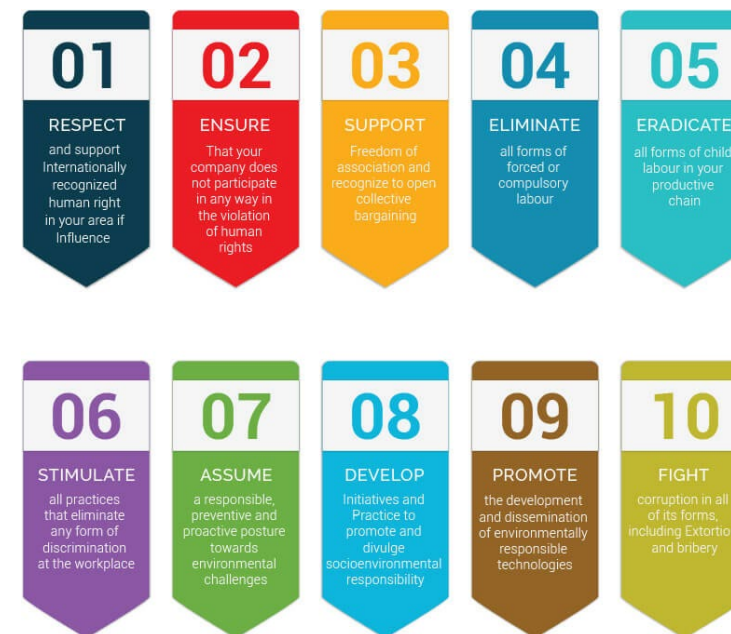 01
RESPECT
and support
Internationally
recognized
human right
in your area if
Influence
02
ENSURE
That your
company does
not participate
in any way in
the violation
of human
rights
03
SUPPORT
Freedom of
association and
recognize to open
collective
bargaining
04
ELIMINATE
all forms of
forced or
compulsory
labour
05
ERADICATE
all forms of child
labour in your
productive
chain
06
STIMULATE
all practices
that eliminate
any form of
discrimination
at the workplace
07
ASSUME
a responsible,
preventive and
proactive posture
towards
environmental
challenges
08
DEVELOP
Initiatives and
Practice to
promote and
divulge
socioenvironmental
responsibility
09
PROMOTE
the development
and dissemination
of environmentally
responsible
technologies
10
FIGHT
corruption in all
of its forms,
including Extortio
and bribery